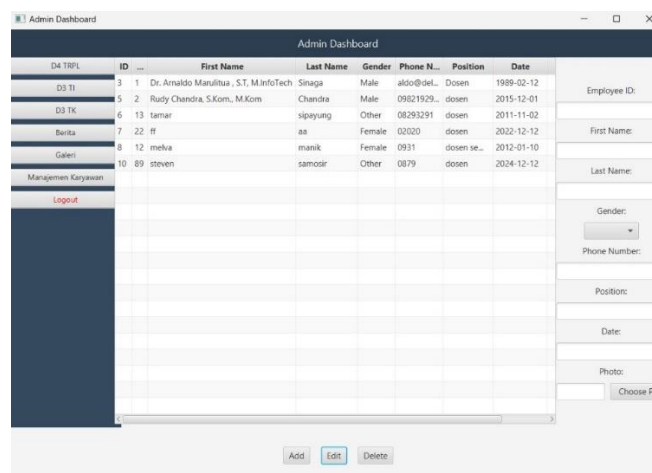 Admin Dashboard
Admin Dashboard
D4 TRPL
D3 TI
D3 TK
Berita
Galeri
Manajemen Karyawan
Logout
ID ... First Name Last Name Gender Phone N... Position Date
3 1 Dr. Arnaldo Marulitua , S.T, M.InfoTech Sinaga Male aldo@del... Dosen 1989-02-12
5 2 Rudy Chandra, S.Kom., M.Kom Chandra Male 09821929... dosen 2015-12-01
6 13 tamar sipayung Other 08293291 dosen 2011-11-02
7 22 ff aa Female 02020 dosen 2022-12-12
8 12 melva manik Female 0931 dosen se... 2012-01-10
10 89 steven samosir Other 0879 dosen 2024-12-12
Employee ID:
First Name:
Last Name:
Gender:
Phone Number:
Position:
Date:
Photo:
Choose P
Add Edit Delete